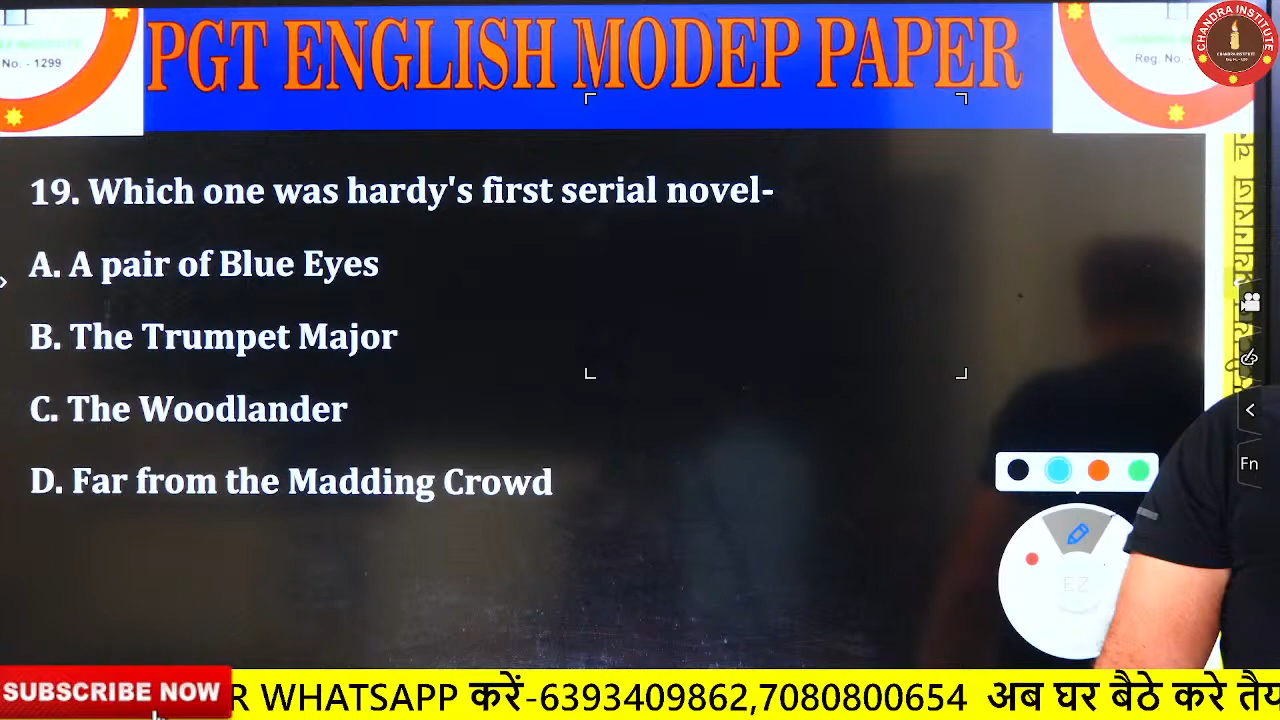 PGT ENGLISH MODEP PAPER
No. - 1299
Reg. No. -
CHANDRA INSTITUTE
19. Which one was hardy's first serial novel-
A. A pair of Blue Eyes
B. The Trumpet Major
C. The Woodlander
D. Far from the Madding Crowd
Fn
EZ
SUBSCRIBE NOW
R WHATSAPP करें-6393409862,7080800654 अब घर बैठे करे तैय